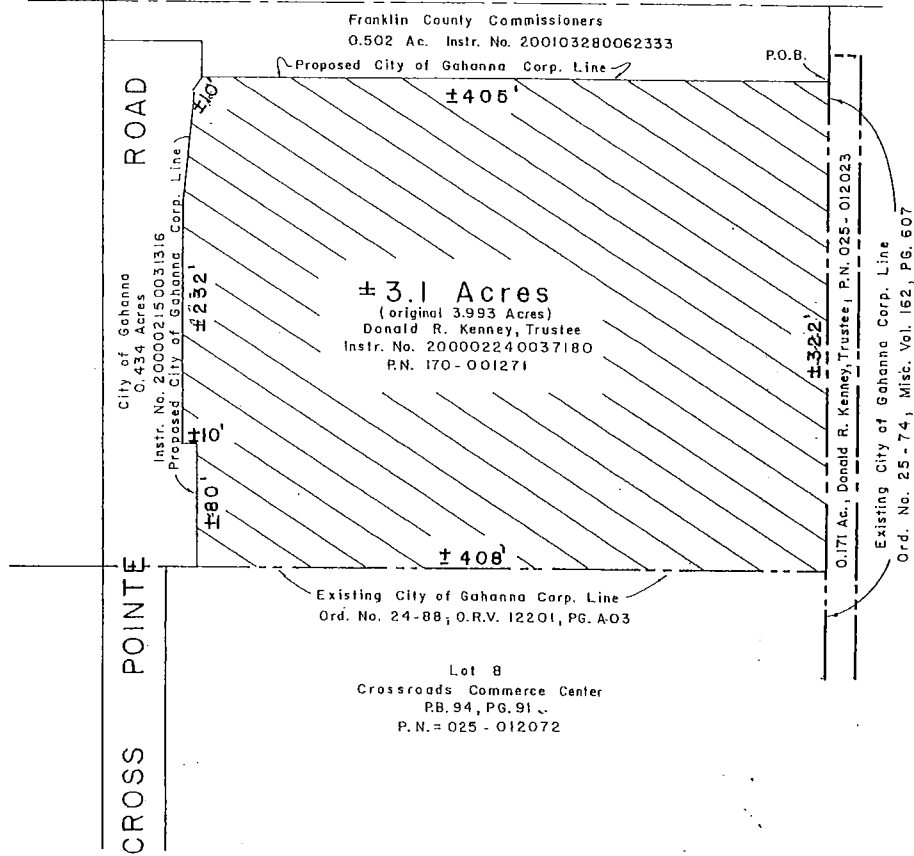 Franklin County Commissioners
0.502 Ac. Instr. No. 200103280062333
Proposed City of Gahanna Corp. Line
P.O.B.
±10'
±405'
ROAD
City of Gahanna
0.434 Acres
Instr. No. 200002150031316
Proposed City of Gahanna Corp. Line
±232'
±3.1 Acres
(original 3.993 Acres)
Donald R. Kenney, Trustee
Instr. No. 200002240037180
P.N. 170-001271
±322'
0.171 Ac., Donald R. Kenney, Trustee, P.N. 025-012023
Existing City of Gahanna Corp. Line
Ord. No. 25-74, Misc. Vol. 162, PG. 607
±10'
±80'
±408'
Existing City of Gahanna Corp. Line
Ord. No. 24-88; O.R.V. 12201, PG. A-03
CROSS POINTE
Lot 8
Crossroads Commerce Center
P.B. 94, PG. 91
P.N. = 025-012072